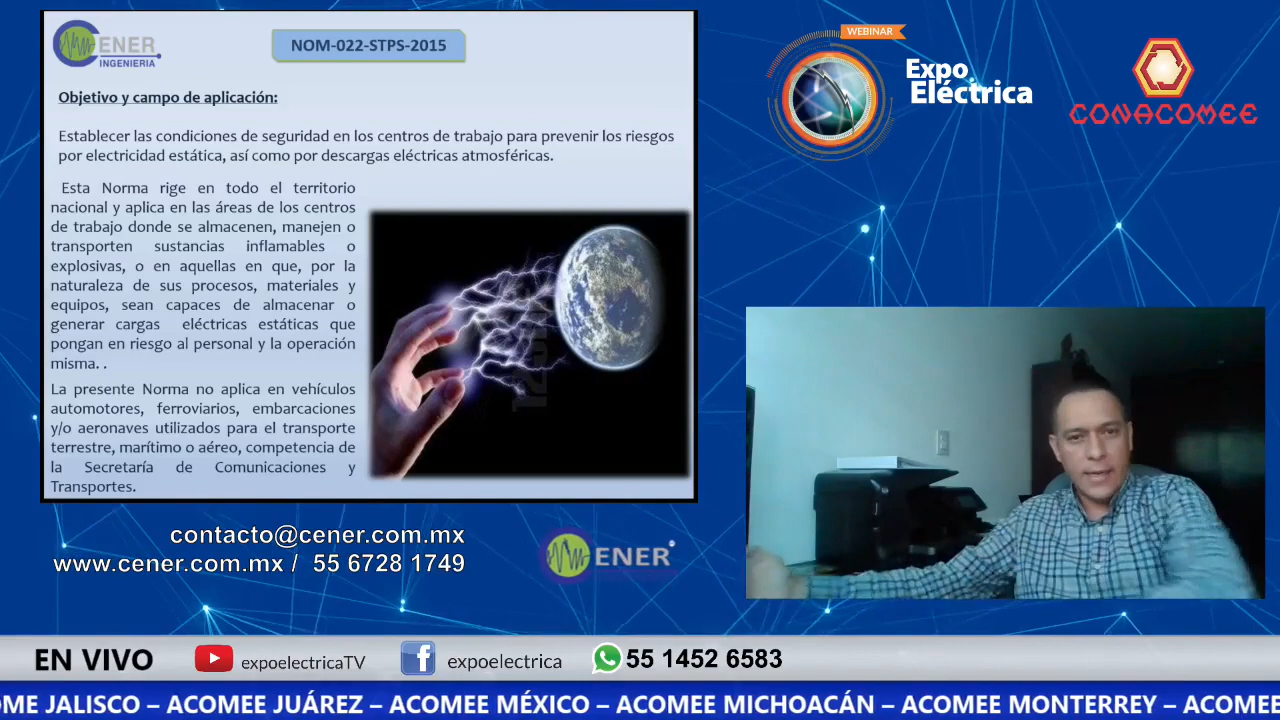 CENER
INGENIERIA
NOM-022-STPS-2015
Objetivo y campo de aplicación:
Establecer las condiciones de seguridad en los centros de trabajo para prevenir los riesgos
por electricidad estática, así como por descargas eléctricas atmosféricas.
Esta Norma rige en todo el territorio
nacional y aplica en las áreas de los centros
de trabajo donde se almacenen, manejen o
transporten sustancias inflamables o
explosivas, o en aquellas en que, por la
naturaleza de sus procesos, materiales y
equipos, sean capaces de almacenar o
generar cargas eléctricas estáticas que
pongan en riesgo al personal y la operación
misma. .
La presente Norma no aplica en vehículos
automotores, ferroviarios, embarcaciones
y/o aeronaves utilizados para el transporte
terrestre, marítimo o aéreo, competencia de
la Secretaría de Comunicaciones y
Transportes.
WEBINAR
Expo
Eléctrica
CONACOMEE
contacto@cener.com.mx
www.cener.com.mx / 55 6728 1749
CENER
EN VIVO
expoelectricaTV
expoelectrica
55 1452 6583
OME JALISCO – ACOMEE JUÁREZ – ACOMEE MÉXICO – ACOMEE MICHOACÁN – ACOMEE MONTERREY – ACOMEE